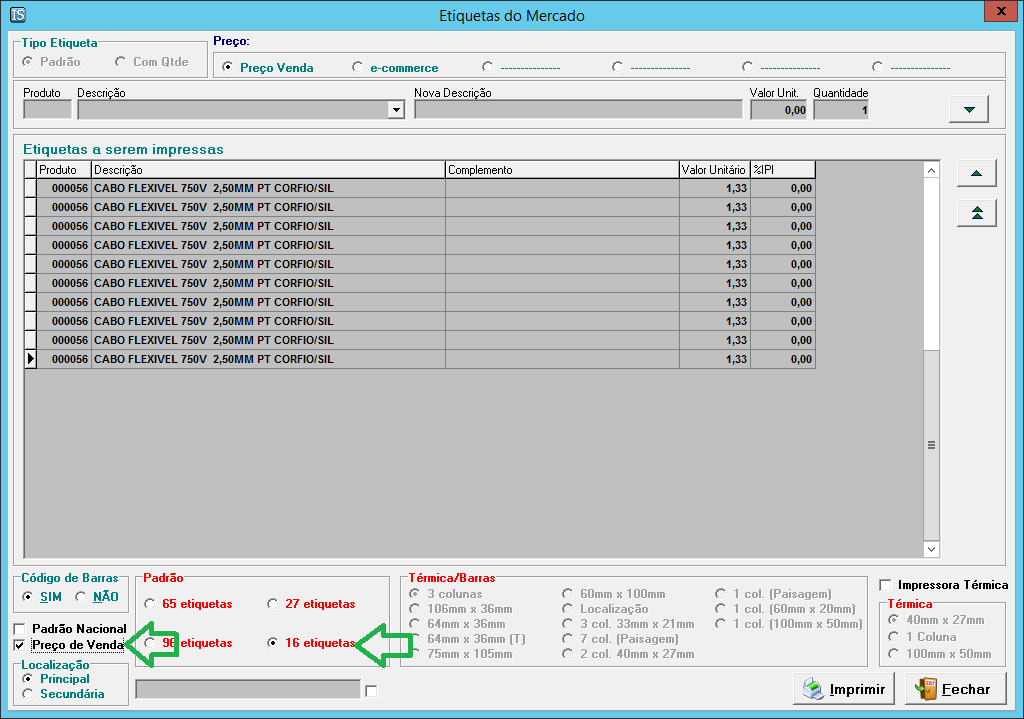 IS
Etiquetas do Mercado
X
Tipo Etiqueta
Padrão Com Qtde
Preço:
Preço Venda e-commerce --------------- --------------- --------------- ---------------
Produto Descrição Nova Descrição Valor Unit. Quantidade
0,00 1
Etiquetas a serem impressas
Produto Descrição Complemento Valor Unitário %IPI
000056 CABO FLEXIVEL 750V 2,50MM PT CORFIO/SIL 1,33 0,00
000056 CABO FLEXIVEL 750V 2,50MM PT CORFIO/SIL 1,33 0,00
000056 CABO FLEXIVEL 750V 2,50MM PT CORFIO/SIL 1,33 0,00
000056 CABO FLEXIVEL 750V 2,50MM PT CORFIO/SIL 1,33 0,00
000056 CABO FLEXIVEL 750V 2,50MM PT CORFIO/SIL 1,33 0,00
000056 CABO FLEXIVEL 750V 2,50MM PT CORFIO/SIL 1,33 0,00
000056 CABO FLEXIVEL 750V 2,50MM PT CORFIO/SIL 1,33 0,00
000056 CABO FLEXIVEL 750V 2,50MM PT CORFIO/SIL 1,33 0,00
000056 CABO FLEXIVEL 750V 2,50MM PT CORFIO/SIL 1,33 0,00
000056 CABO FLEXIVEL 750V 2,50MM PT CORFIO/SIL 1,33 0,00
Código de Barras
SIM NÃO
Padrão Nacional
Preço de Venda
Localização
Principal
Secundária
Padrão
65 etiquetas 27 etiquetas
96 etiquetas 16 etiquetas
Térmica/Barras
3 colunas 60mm x 100mm 1 col. (Paisagem)
106mm x 36mm Localização 1 col. (60mm x 20mm)
64mm x 36mm 3 col. 33mm x 21mm 1 col. (100mm x 50mm)
64mm x 36mm (T) 7 col. (Paisagem)
75mm x 105mm 2 col. 40mm x 27mm
Impressora Térmica
Térmica
40mm x 27mm
1 Coluna
100mm x 50mm
Imprimir Fechar